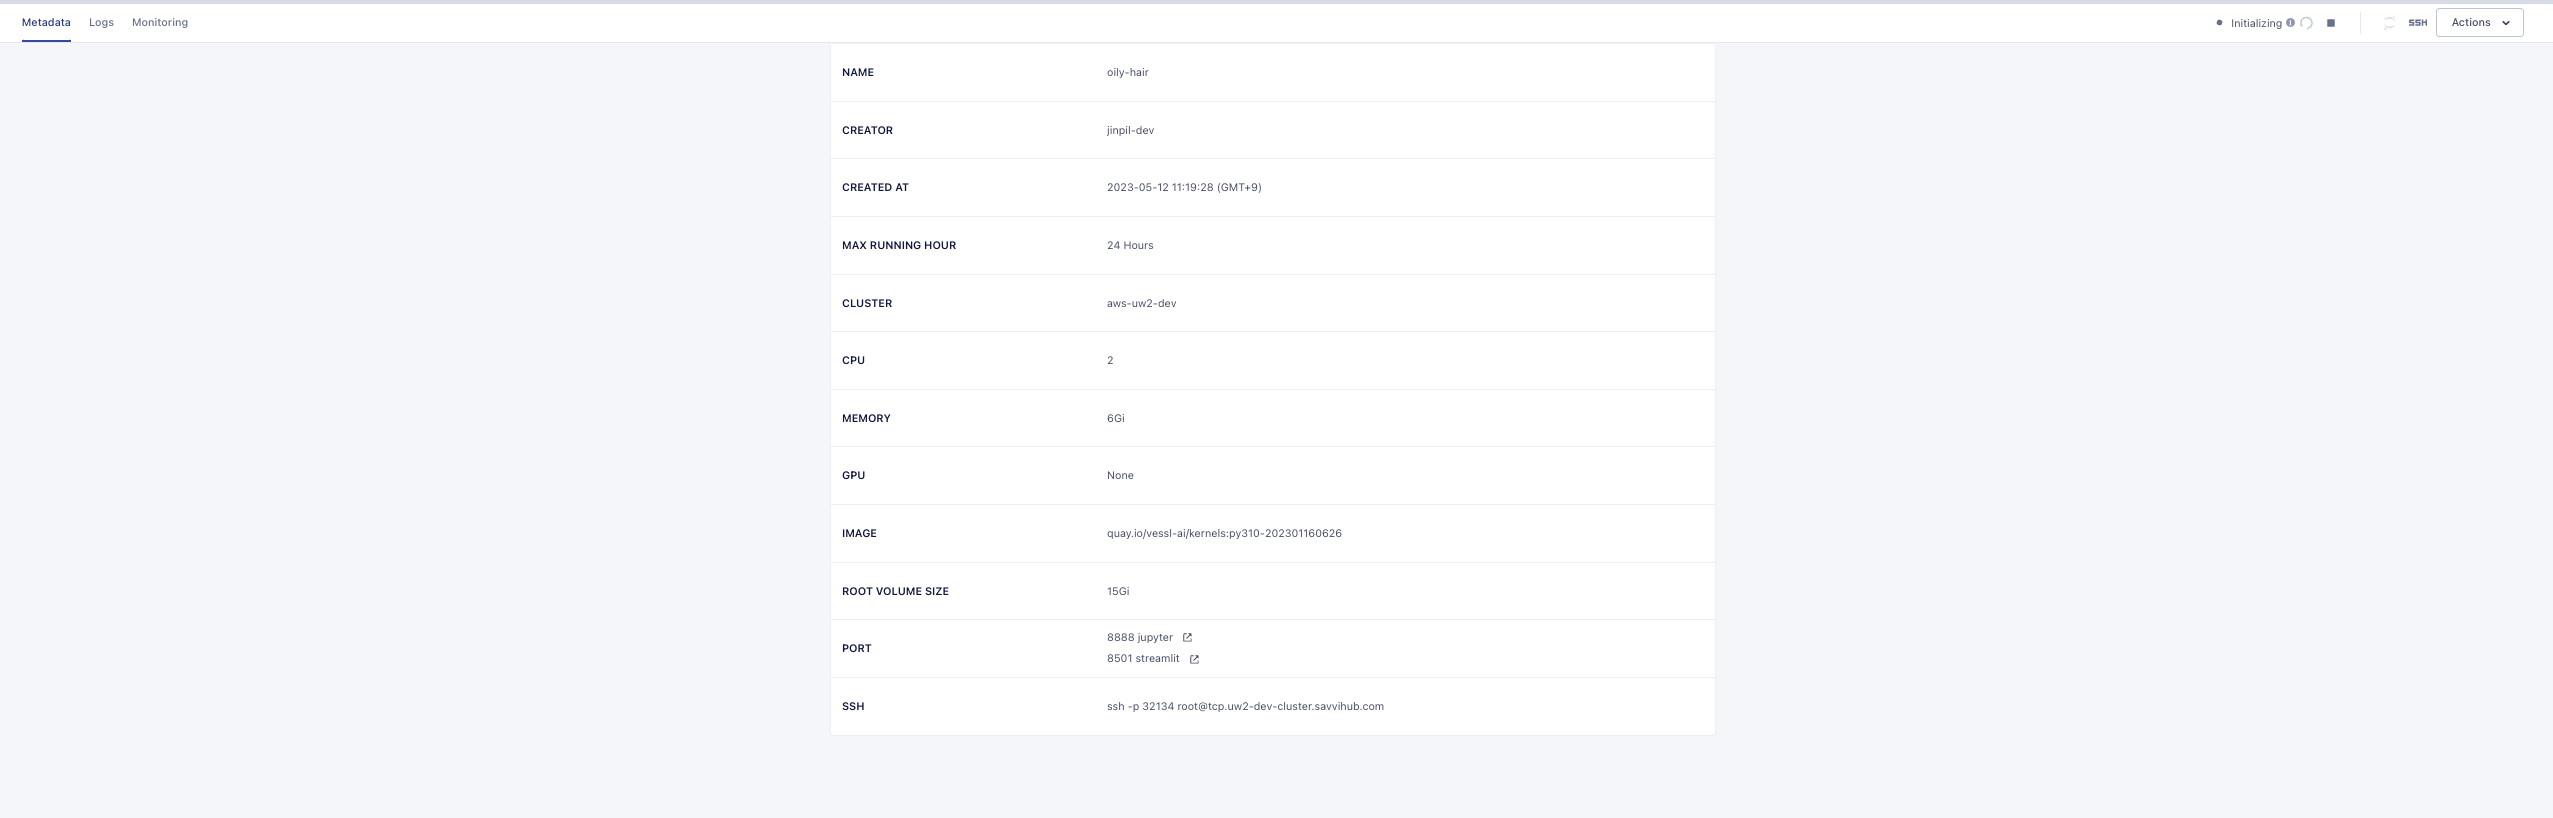 Metadata Logs Monitoring Initializing SSH Actions
NAME oily-hair
CREATOR jinpil-dev
CREATED AT 2023-05-12 11:19:28 (GMT+9)
MAX RUNNING HOUR 24 Hours
CLUSTER aws-uw2-dev
CPU 2
MEMORY 6Gi
GPU None
IMAGE quay.io/vessl-ai/kernels:py310-202301160626
ROOT VOLUME SIZE 15Gi
PORT 8888 jupyter
8501 streamlit
SSH ssh -p 32134 root@tcp.uw2-dev-cluster.savvihub.com